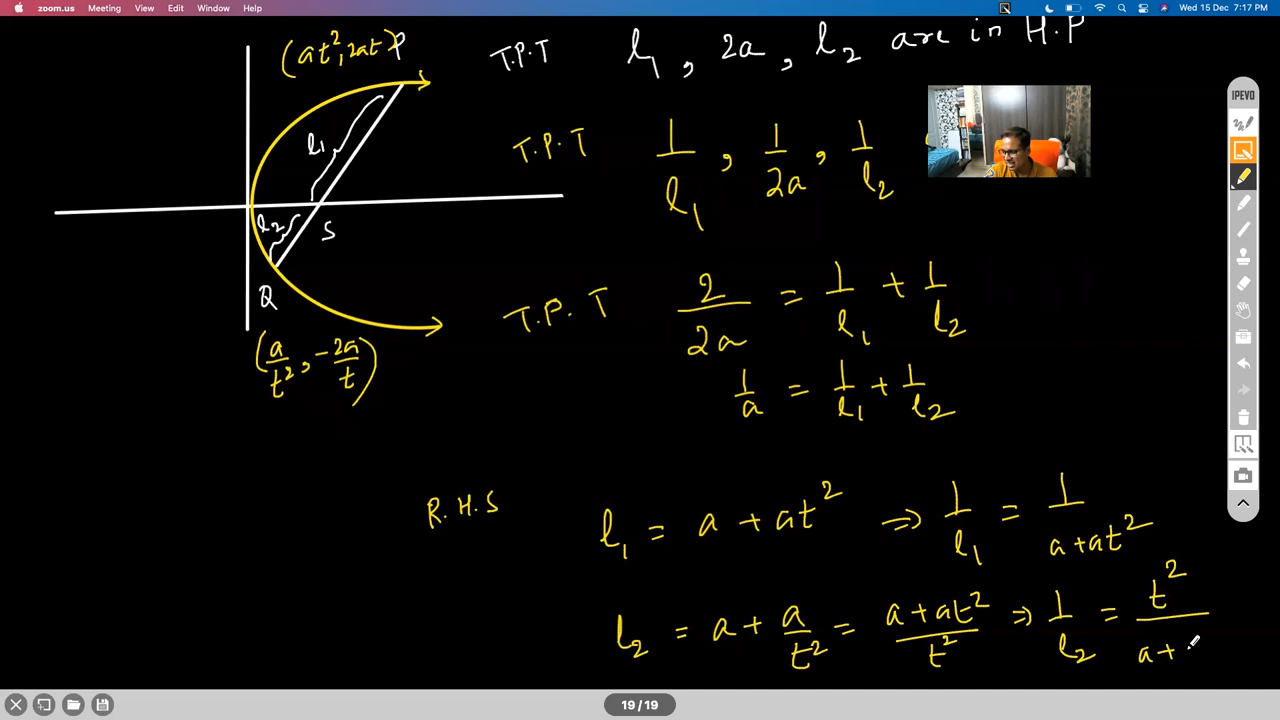 zoom.us Meeting View Edit Window Help Wed 15 Dec 7:17 PM
(at², 2at) P
T.P.T l₁, 2a, l₂ are in H.P
IPEVO
l₁
T.P.T 1/l₁, 1/2a, 1/l₂
l₂ S
Q
T.P.T 2/2a = 1/l₁ + 1/l₂
(a/t², -2a/t)
1/a = 1/l₁ + 1/l₂
R.H.S l₁ = a + at² ⇒ 1/l₁ = 1/a+at²
l₂ = a + a/t² = a+at²/t² ⇒ 1/l₂ = t²/a+
19 / 19